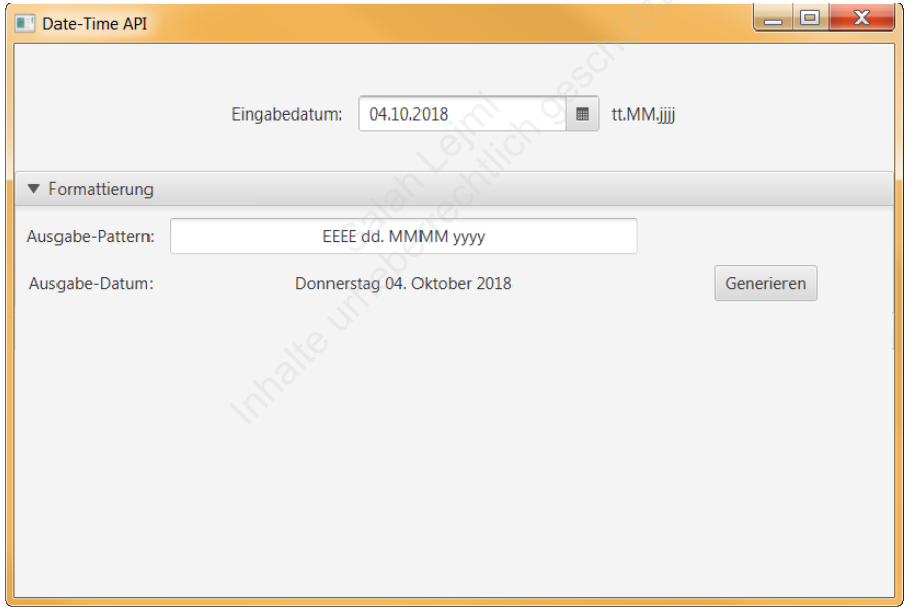 Date-Time API
Eingabedatum: 04.10.2018 tt.MM.jjjj
Formattierung
Ausgabe-Pattern: EEEE dd. MMMM yyyy
Ausgabe-Datum: Donnerstag 04. Oktober 2018 Generieren
Salah Lejmi
Inhalte urheberrechtlich geschützt